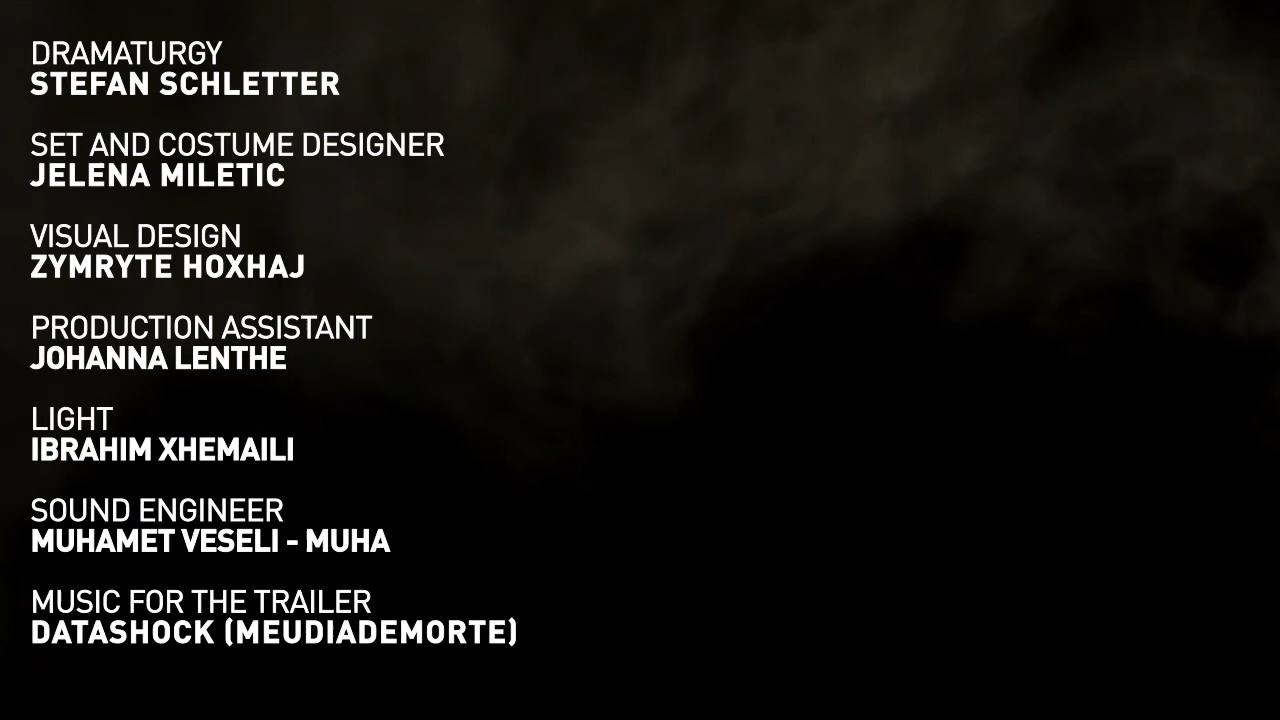 DRAMATURGY
STEFAN SCHLETTER
SET AND COSTUME DESIGNER
JELENA MILETIC
VISUAL DESIGN
ZYMRYTE HOXHAJ
PRODUCTION ASSISTANT
JOHANNA LENTHE
LIGHT
IBRAHIM XHEMAILI
SOUND ENGINEER
MUHAMET VESELI - MUHA
MUSIC FOR THE TRAILER
DATASHOCK (MEUDIADEMORTE)